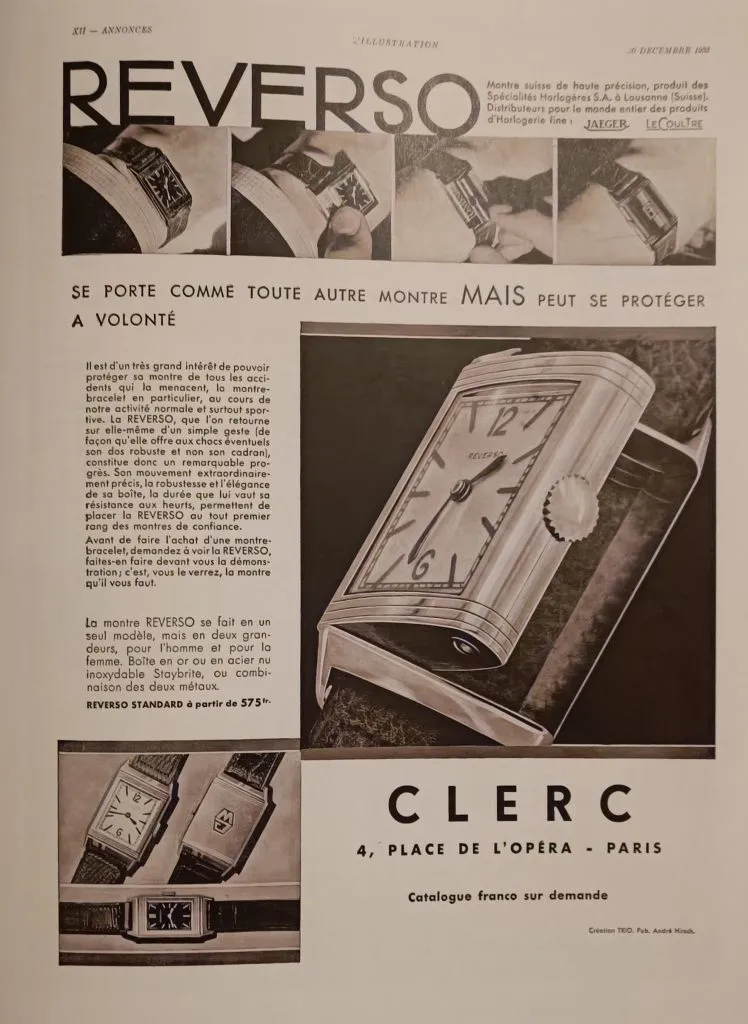 XII — ANNONCES
L'ILLUSTRATION
DÉCEMBRE
REVERSO
Montre suisse de haute précision, produit des
Spécialités Horlogères S.A. à Lausanne (Suisse).
Distributeurs pour le monde entier des produits
d'Horlogerie fine : JAEGER LECOULTRE
SE PORTE COMME TOUTE AUTRE MONTRE MAIS PEUT SE PROTÉGER
A VOLONTÉ
Il est d'un très grand intérêt de pouvoir
protéger sa montre de tous les acci-
dents qui la menacent, la montre-
bracelet en particulier, au cours de
notre activité normale et surtout spor-
tive. La REVERSO, que l'on retourne
sur elle-même d'un simple geste (de
façon qu'elle offre aux chocs éventuels
son dos robuste et non son cadran),
constitue donc un remarquable pro-
grès. Son mouvement extraordinaire-
ment précis, la robustesse et l'élégance
de sa boîte, la durée que lui vaut sa
résistance aux heurts, permettent de
placer la REVERSO au tout premier
rang des montres de confiance.
Avant de faire l'achat d'une montre-
bracelet, demandez à voir la REVERSO,
faites-en faire devant vous la démons-
tration ; c'est, vous le verrez, la montre
qu'il vous faut.
La montre REVERSO se fait en un
seul modèle, mais en deux gran-
deurs, pour l'homme et pour la
femme. Boîte en or ou en acier nu
inoxydable Staybrite, ou combi-
naison des deux métaux.
REVERSO STANDARD à partir de 575 fr.
12
REVERSO
6
12
6
CLERC
4, PLACE DE L'OPÉRA - PARIS
Catalogue franco sur demande
Création TRIO. Pub. André Hirsch.